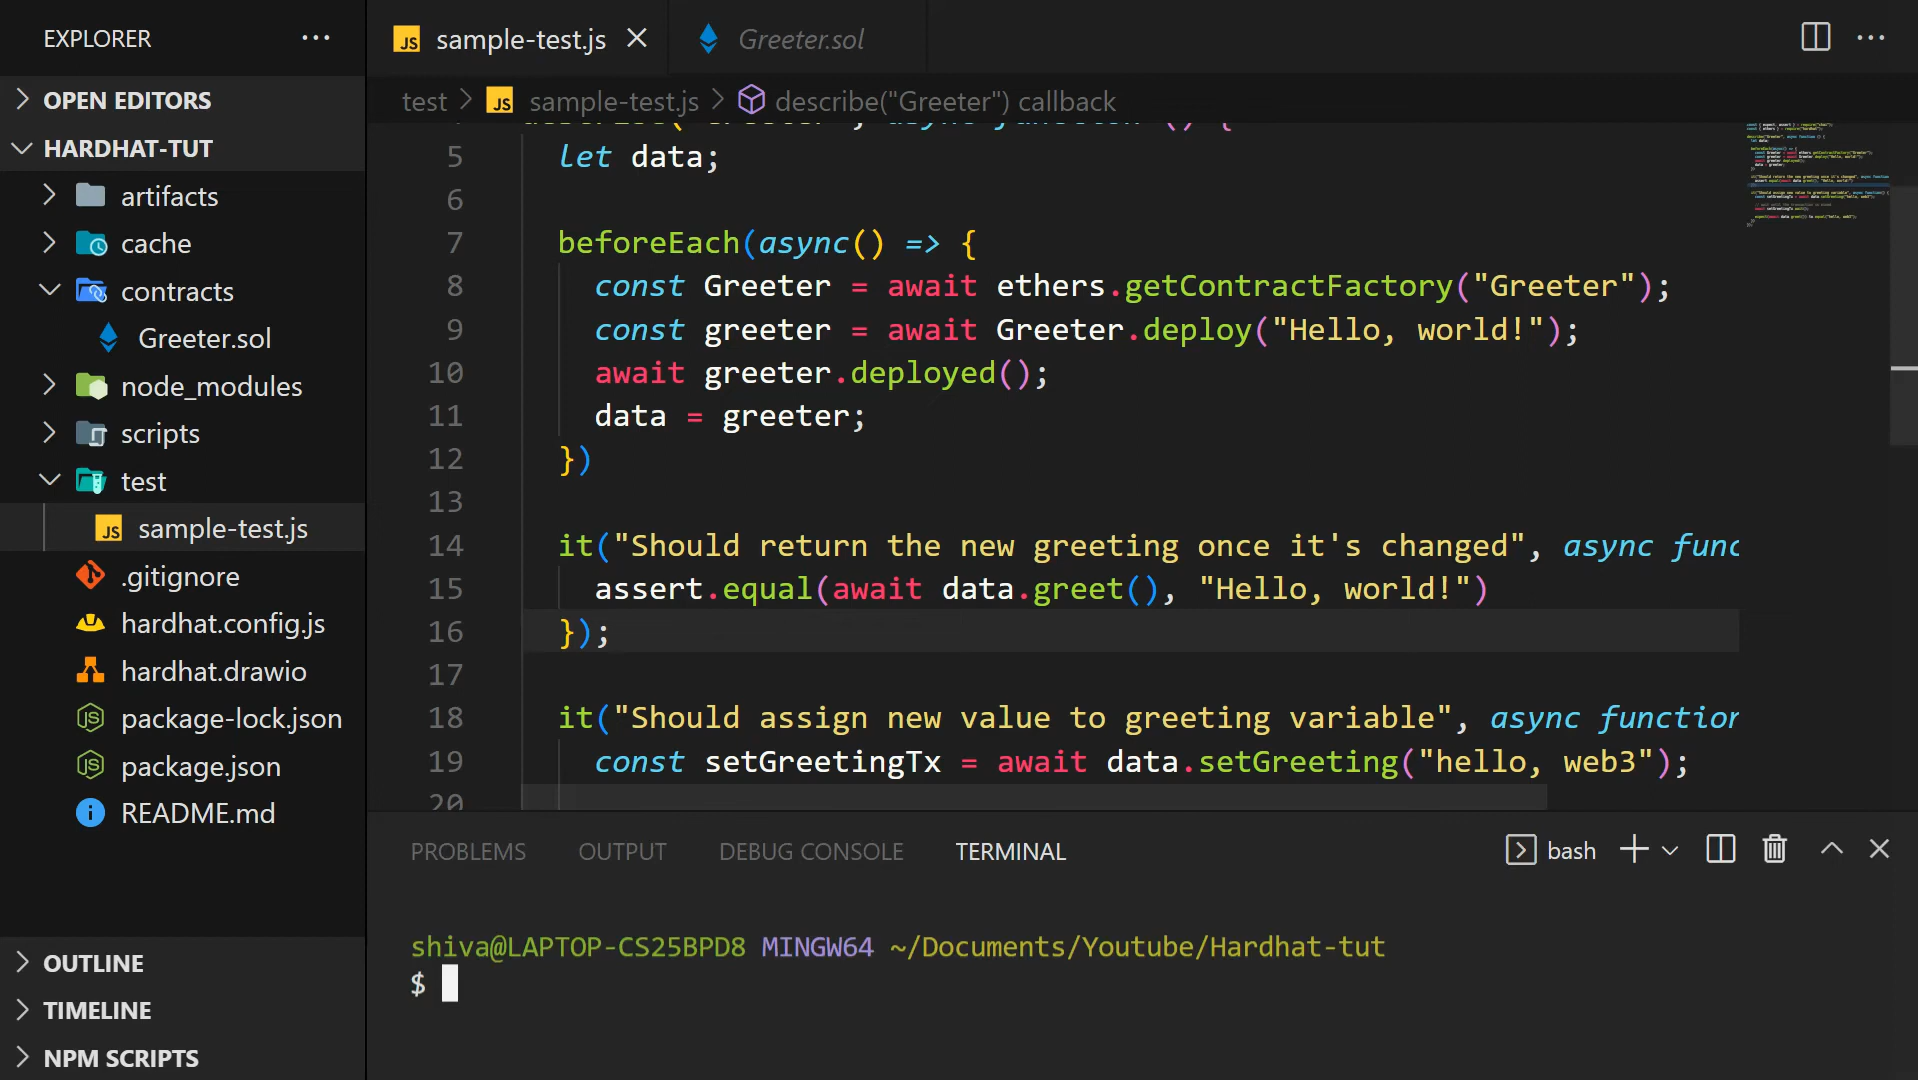 EXPLORER
OPEN EDITORS
HARDHAT-TUT
artifacts
cache
contracts
Greeter.sol
node_modules
scripts
test
sample-test.js
.gitignore
hardhat.config.js
hardhat.drawio
package-lock.json
package.json
README.md
OUTLINE
TIMELINE
NPM SCRIPTS
JS sample-test.js
Greeter.sol
test > JS sample-test.js > describe("Greeter") callback
5 let data;
6
7 beforeEach(async() => {
8 const Greeter = await ethers.getContractFactory("Greeter");
9 const greeter = await Greeter.deploy("Hello, world!");
10 await greeter.deployed();
11 data = greeter;
12 })
13
14 it("Should return the new greeting once it's changed", async func
15 assert.equal(await data.greet(), "Hello, world!")
16 });
17
18 it("Should assign new value to greeting variable", async function
19 const setGreetingTx = await data.setGreeting("hello, web3");
20
PROBLEMS OUTPUT DEBUG CONSOLE TERMINAL bash
shiva@LAPTOP-CS25BPD8 MINGW64 ~/Documents/Youtube/Hardhat-tut
$